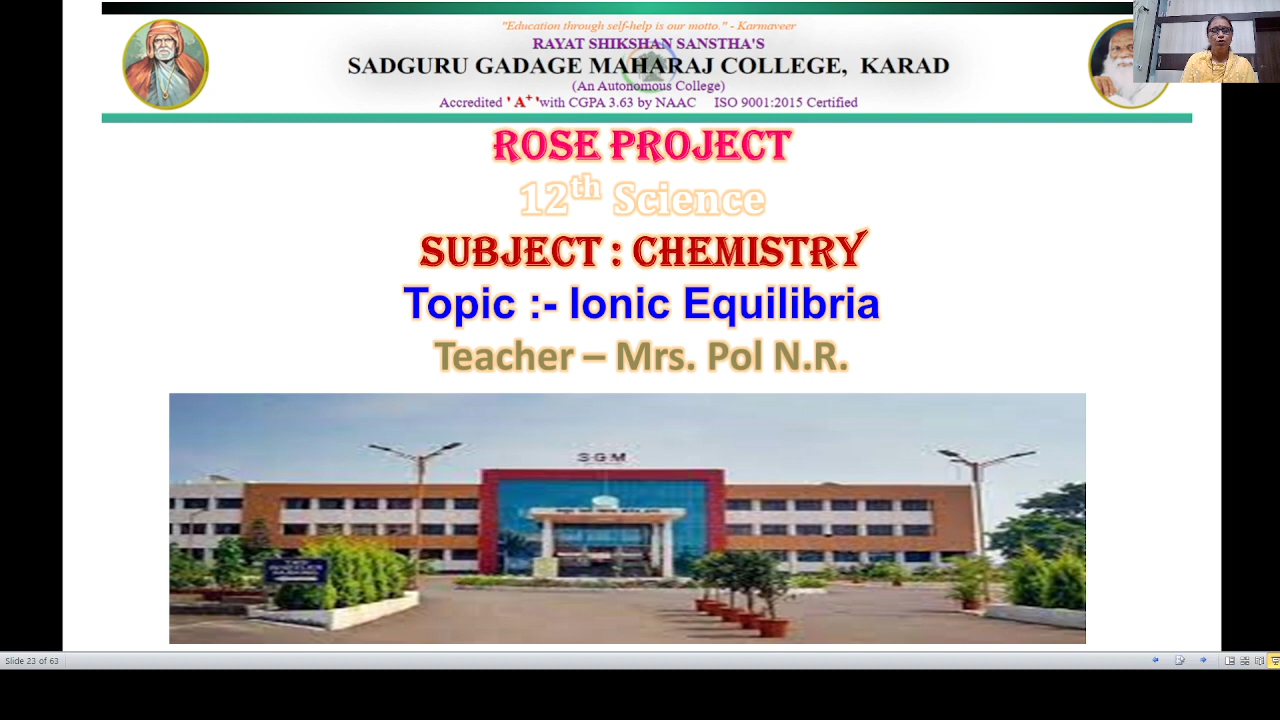 "Education through self-help is our motto." - Karmaveer
RAYAT SHIKSHAN SANSTHA'S
SADGURU GADAGE MAHARAJ COLLEGE, KARAD
(An Autonomous College)
Accredited ' A+ 'with CGPA 3.63 by NAAC ISO 9001:2015 Certified
ROSE PROJECT
12th Science
SUBJECT : CHEMISTRY
Topic :- Ionic Equilibria
Teacher – Mrs. Pol N.R.
SGM
Slide 23 of 63